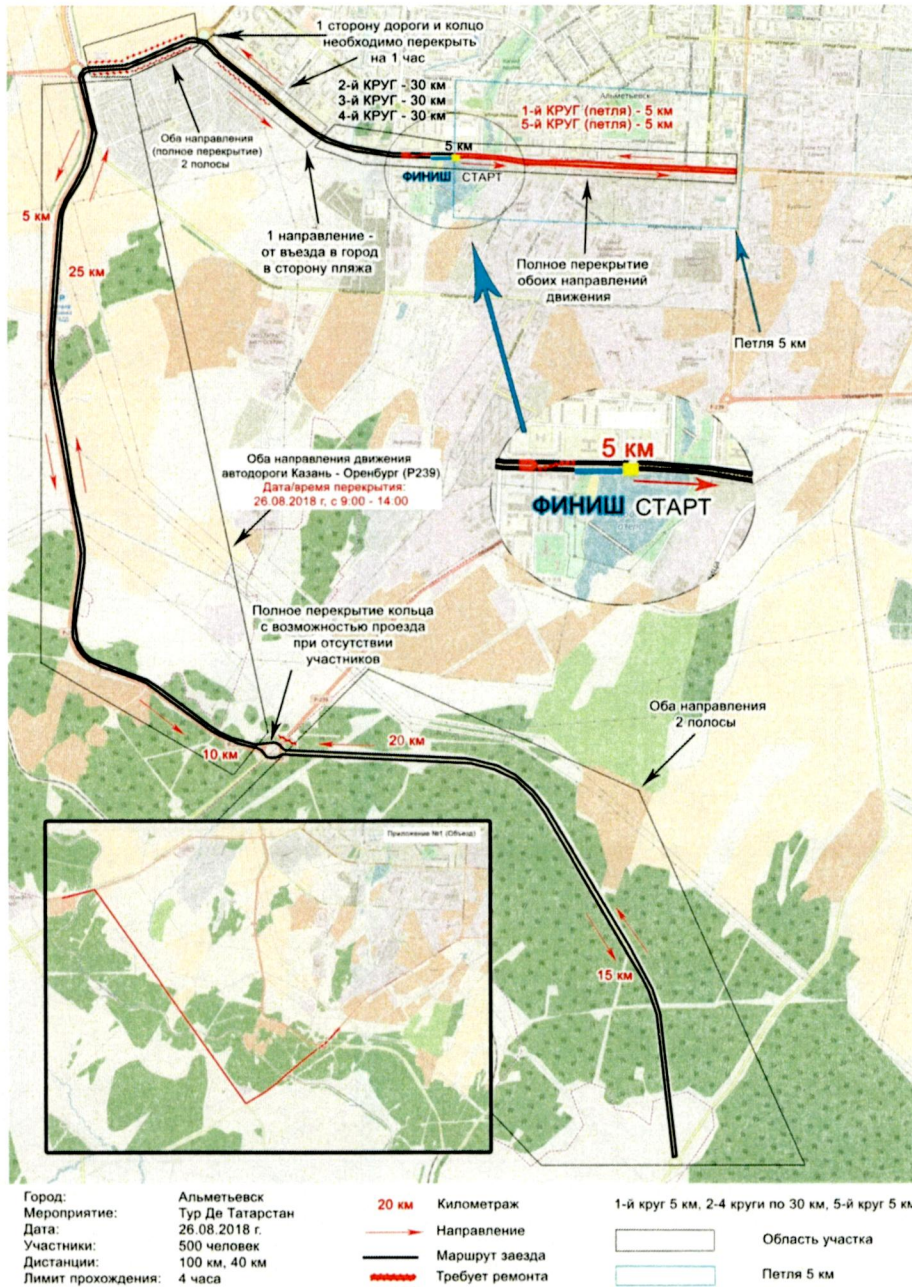 1 сторону дороги и колцо
необходимо перекрыть
на 1 час
2-й КРУГ - 30 км
3-й КРУГ - 30 км
4-й КРУГ - 30 км
Альметьевск
1-й КРУГ (петля) - 5 км
5-й КРУГ (петля) - 5 км
Оба направления
(полное перекрытие)
2 полосы
5 км
ФИНИШ СТАРТ
5 км
1 направление -
от въезда в город
в сторону пляжа
Полное перекрытие
обоих направлений
движения
25 км
Петля 5 км
5 км
ФИНИШ СТАРТ
Оба направления движения
автодороги Казань - Оренбург (Р239)
Дата/время перекрытия:
26.08.2018 г. с 9:00 - 14:00
Полное перекрытие кольца
с возможностью проезда
при отсутствии
участников
Оба направления
2 полосы
10 км
20 км
Приложение №1 (Объезд)
15 км
Город: Альметьевск
Мероприятие: Тур Де Татарстан
Дата: 26.08.2018 г.
Участники: 500 человек
Дистанции: 100 км, 40 км
Лимит прохождения: 4 часа
20 км Километраж
Направление
Маршрут заезда
Требует ремонта
1-й круг 5 км, 2-4 круги по 30 км, 5-й круг 5 км
Область участка
Петля 5 км